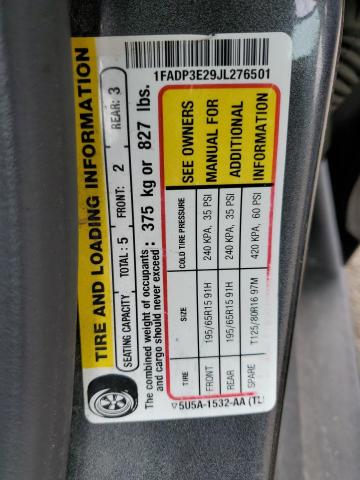 1FADP3E29JL276501
TIRE AND LOADING INFORMATION
SEATING CAPACITY TOTAL: 5 FRONT: 2 REAR: 3
The combined weight of occupants
and cargo should never exceed : 375 kg or 827 lbs.
TIRE SIZE COLD TIRE PRESSURE SEE OWNERS
FRONT 195/65R15 91H 240 KPA, 35 PSI MANUAL FOR
REAR 195/65R15 91H 240 KPA, 35 PSI ADDITIONAL
SPARE T125/80R16 97M 420 KPA, 60 PSI INFORMATION
5U5A-1532-AA (TL)